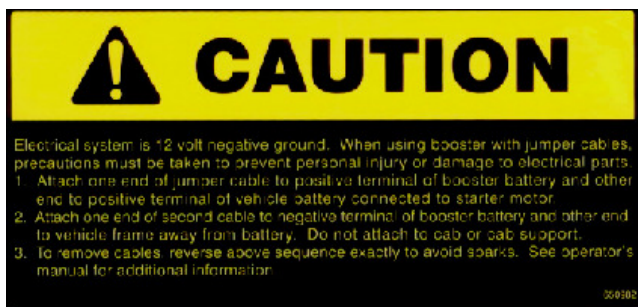 CAUTION
Electrical system is 12 volt negative ground. When using booster with jumper cables,
precautions must be taken to prevent personal injury or damage to electrical parts.
1. Attach one end of jumper cable to positive terminal of booster battery and other
end to positive terminal of vehicle battery connected to starter motor.
2. Attach one end of second cable to negative terminal of booster battery and other end
to vehicle frame away from battery. Do not attach to cab or cab support.
3. To remove cables, reverse above sequence exactly to avoid sparks. See operator's
manual for additional information.